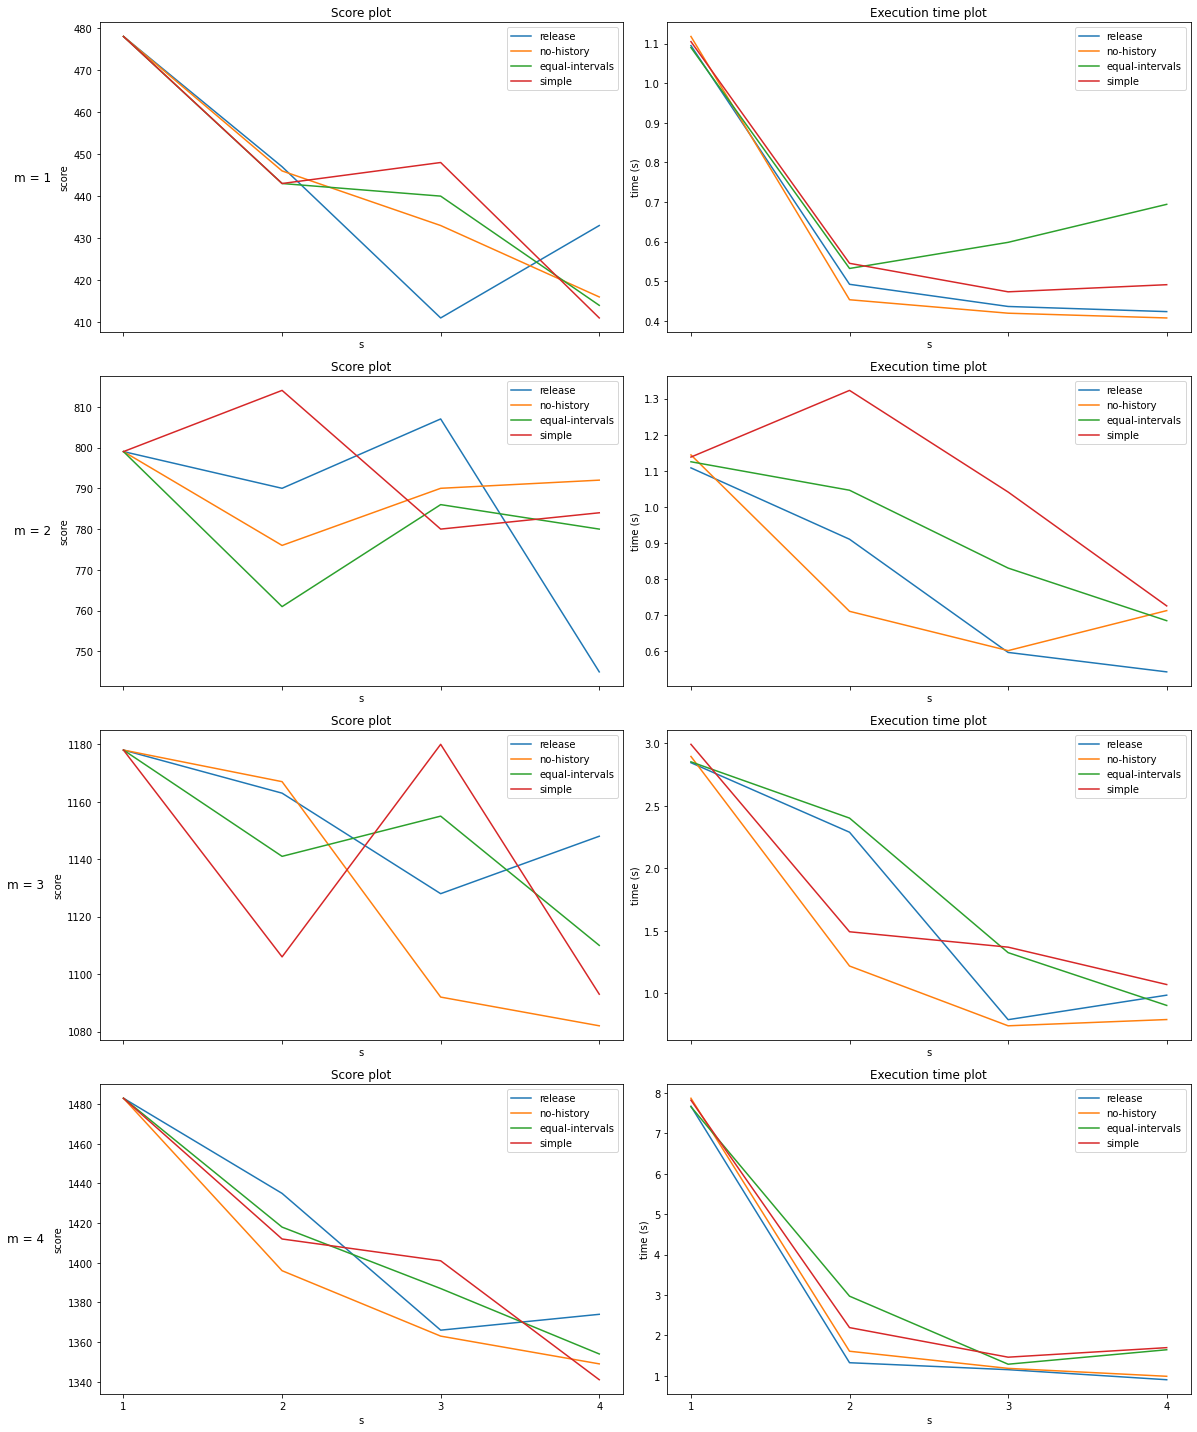 Score plot
480
470
460
450
440
430
420
410
m = 1
score
s
release
no-history
equal-intervals
simple
Execution time plot
1.1
1.0
0.9
0.8
0.7
0.6
0.5
0.4
time (s)
s
release
no-history
equal-intervals
simple
Score plot
810
800
790
780
770
760
750
m = 2
score
s
release
no-history
equal-intervals
simple
Execution time plot
1.3
1.2
1.1
1.0
0.9
0.8
0.7
0.6
time (s)
s
release
no-history
equal-intervals
simple
Score plot
1180
1160
1140
1120
1100
1080
m = 3
score
s
release
no-history
equal-intervals
simple
Execution time plot
3.0
2.5
2.0
1.5
1.0
time (s)
s
release
no-history
equal-intervals
simple
Score plot
1480
1460
1440
1420
1400
1380
1360
1340
m = 4
score
1 2 3 4
s
release
no-history
equal-intervals
simple
Execution time plot
8
7
6
5
4
3
2
1
time (s)
1 2 3 4
s
release
no-history
equal-intervals
simple